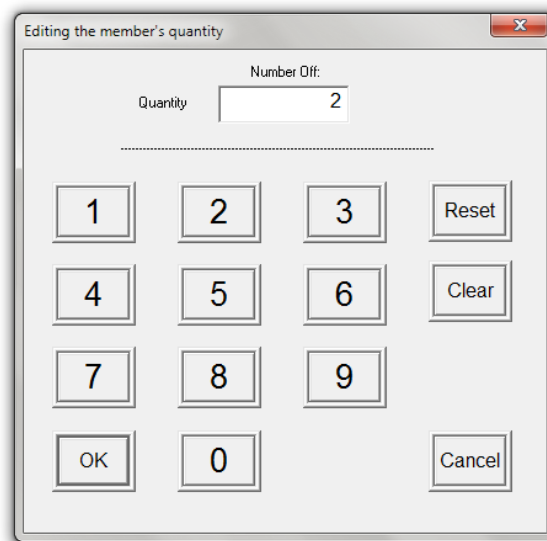 Editing the member's quantity
Number Off:
Quantity 2
1 2 3 Reset
4 5 6 Clear
7 8 9
OK 0 Cancel